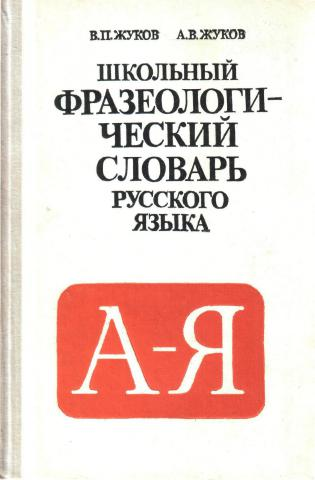 В.П.ЖУКОВ А.В.ЖУКОВ
ШКОЛЬНЫЙ
ФРАЗЕОЛОГИ-
ЧЕСКИЙ
СЛОВАРЬ
РУССКОГО
ЯЗЫКА
А-Я